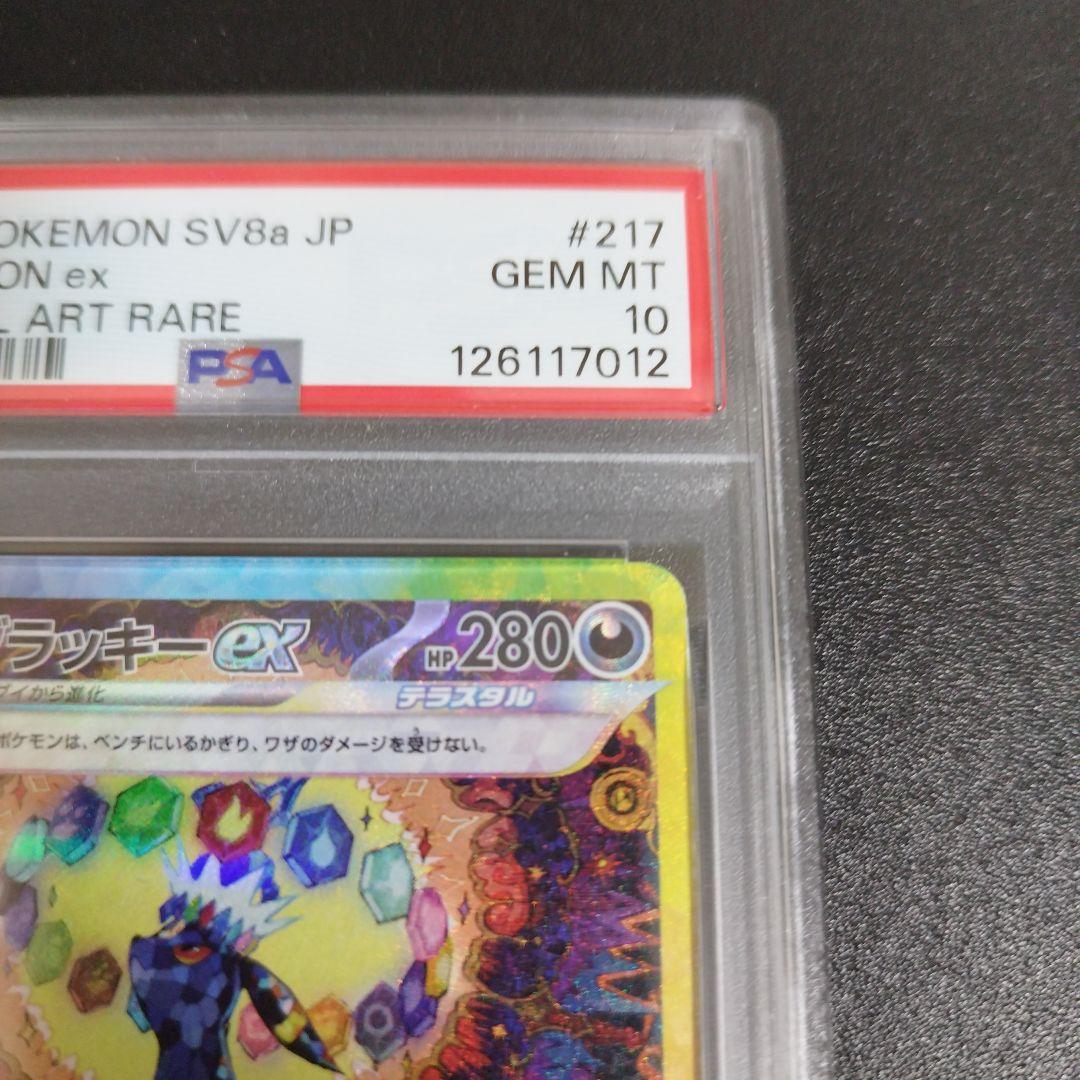 OKEMON SV8a JP #217
ON ex GEM MT
L ART RARE 10
PSA 126117012
ブラッキーex HP280
ブイから進化 テラスタル
ポケモンは、ベンチにいるかぎり、ワザのダメージを受けない。